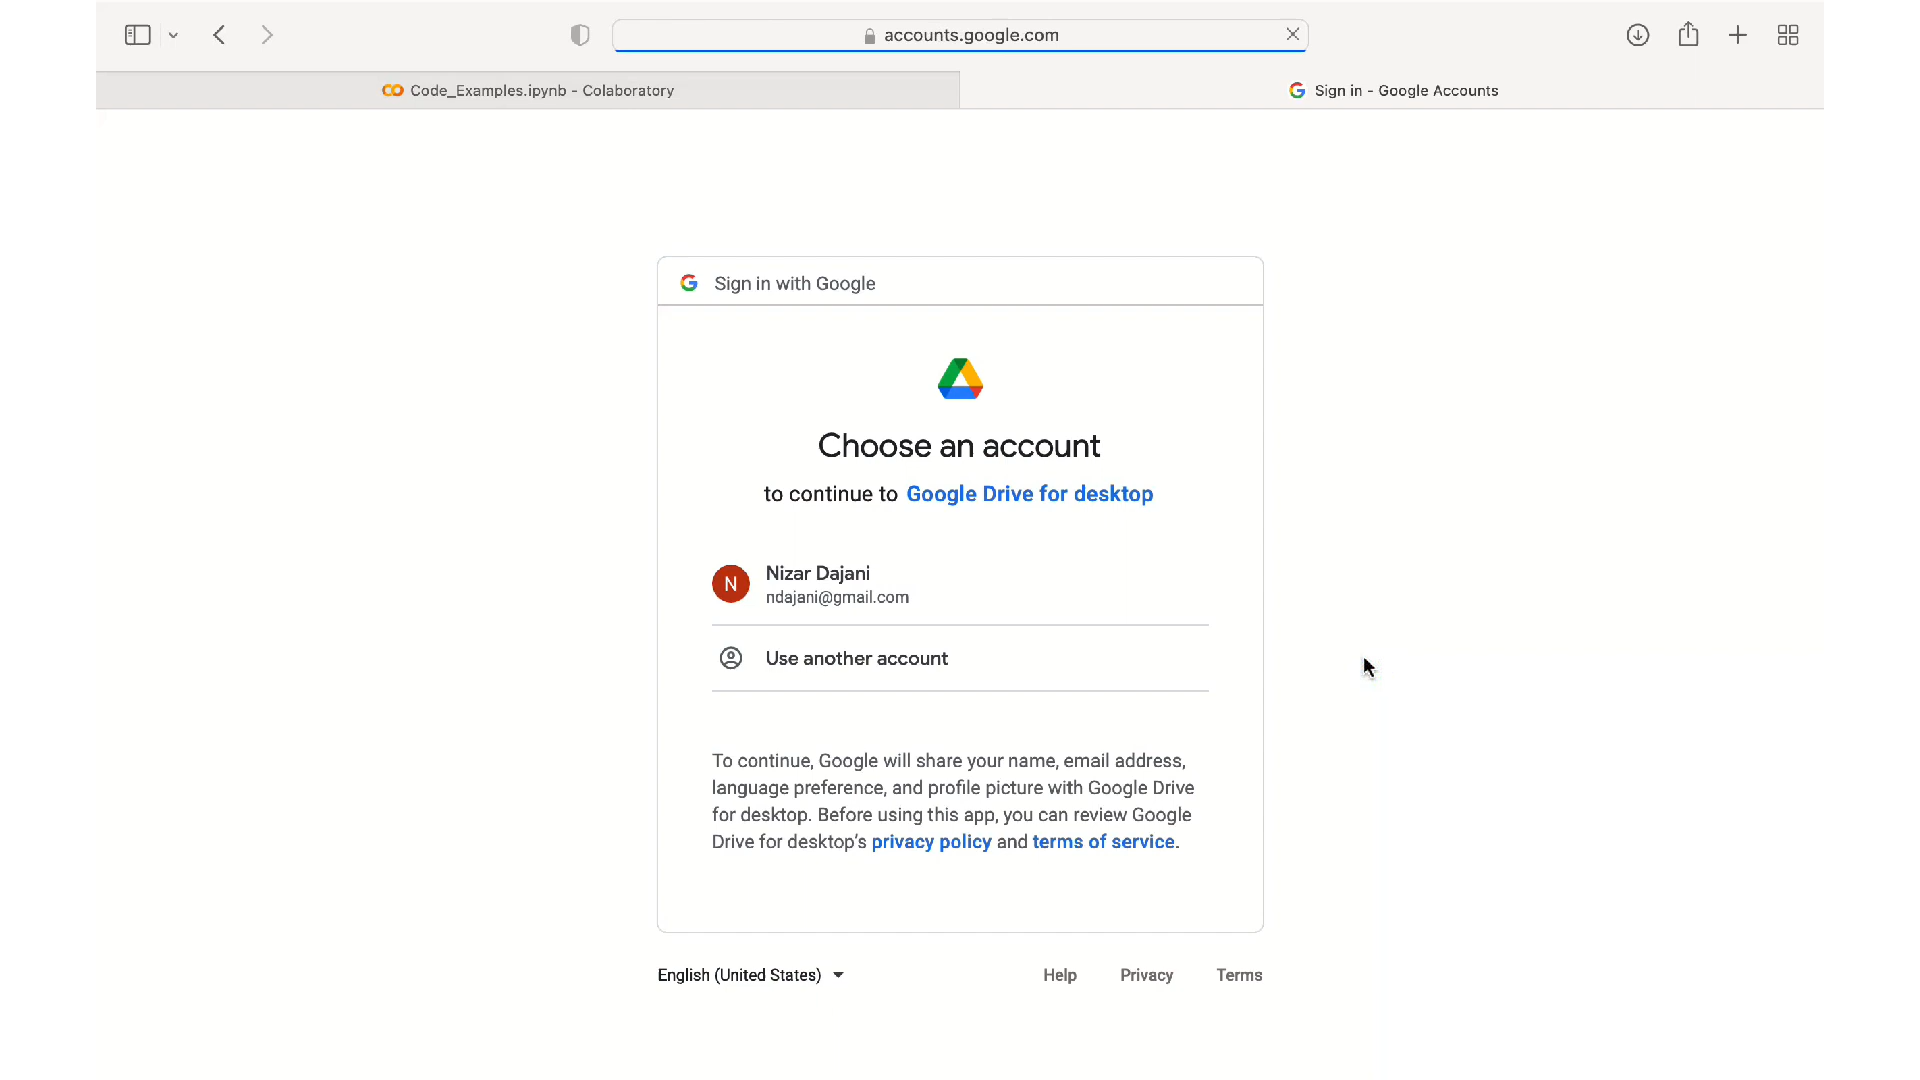 accounts.google.com
Code_Examples.ipynb - Colaboratory
Sign in - Google Accounts
Sign in with Google
Choose an account
to continue to Google Drive for desktop
N
Nizar Dajani
ndajani@gmail.com
Use another account
To continue, Google will share your name, email address,
language preference, and profile picture with Google Drive
for desktop. Before using this app, you can review Google
Drive for desktop's privacy policy and terms of service.
English (United States)
Help
Privacy
Terms